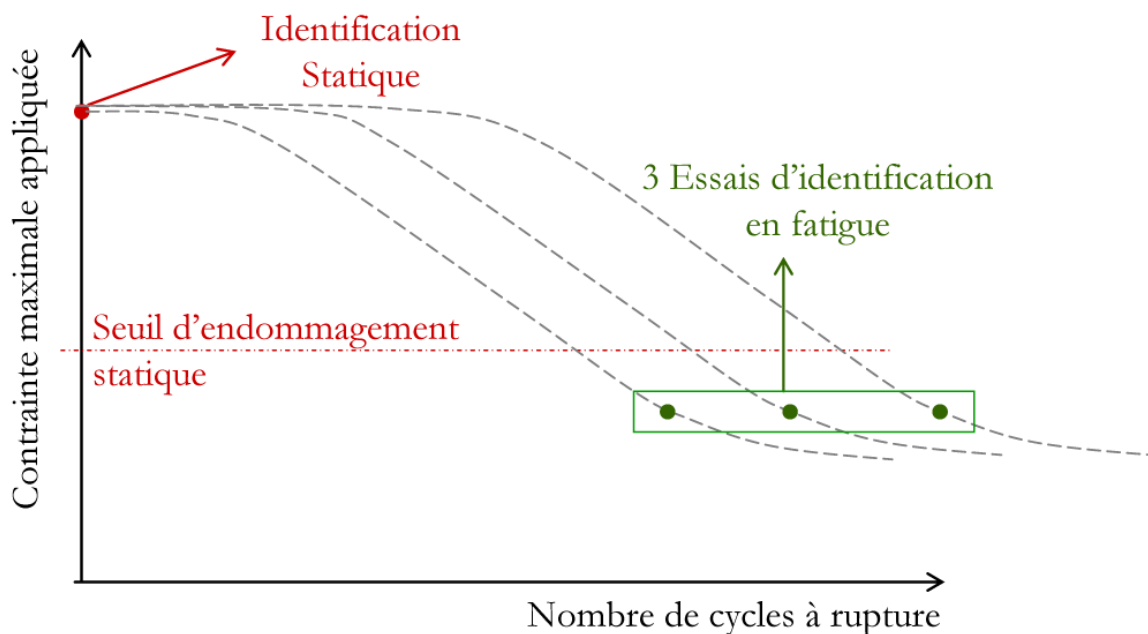 Identification
Statique
Contrainte maximale appliquée
3 Essais d’identification
en fatigue
Seuil d’endommagement
statique
Nombre de cycles à rupture